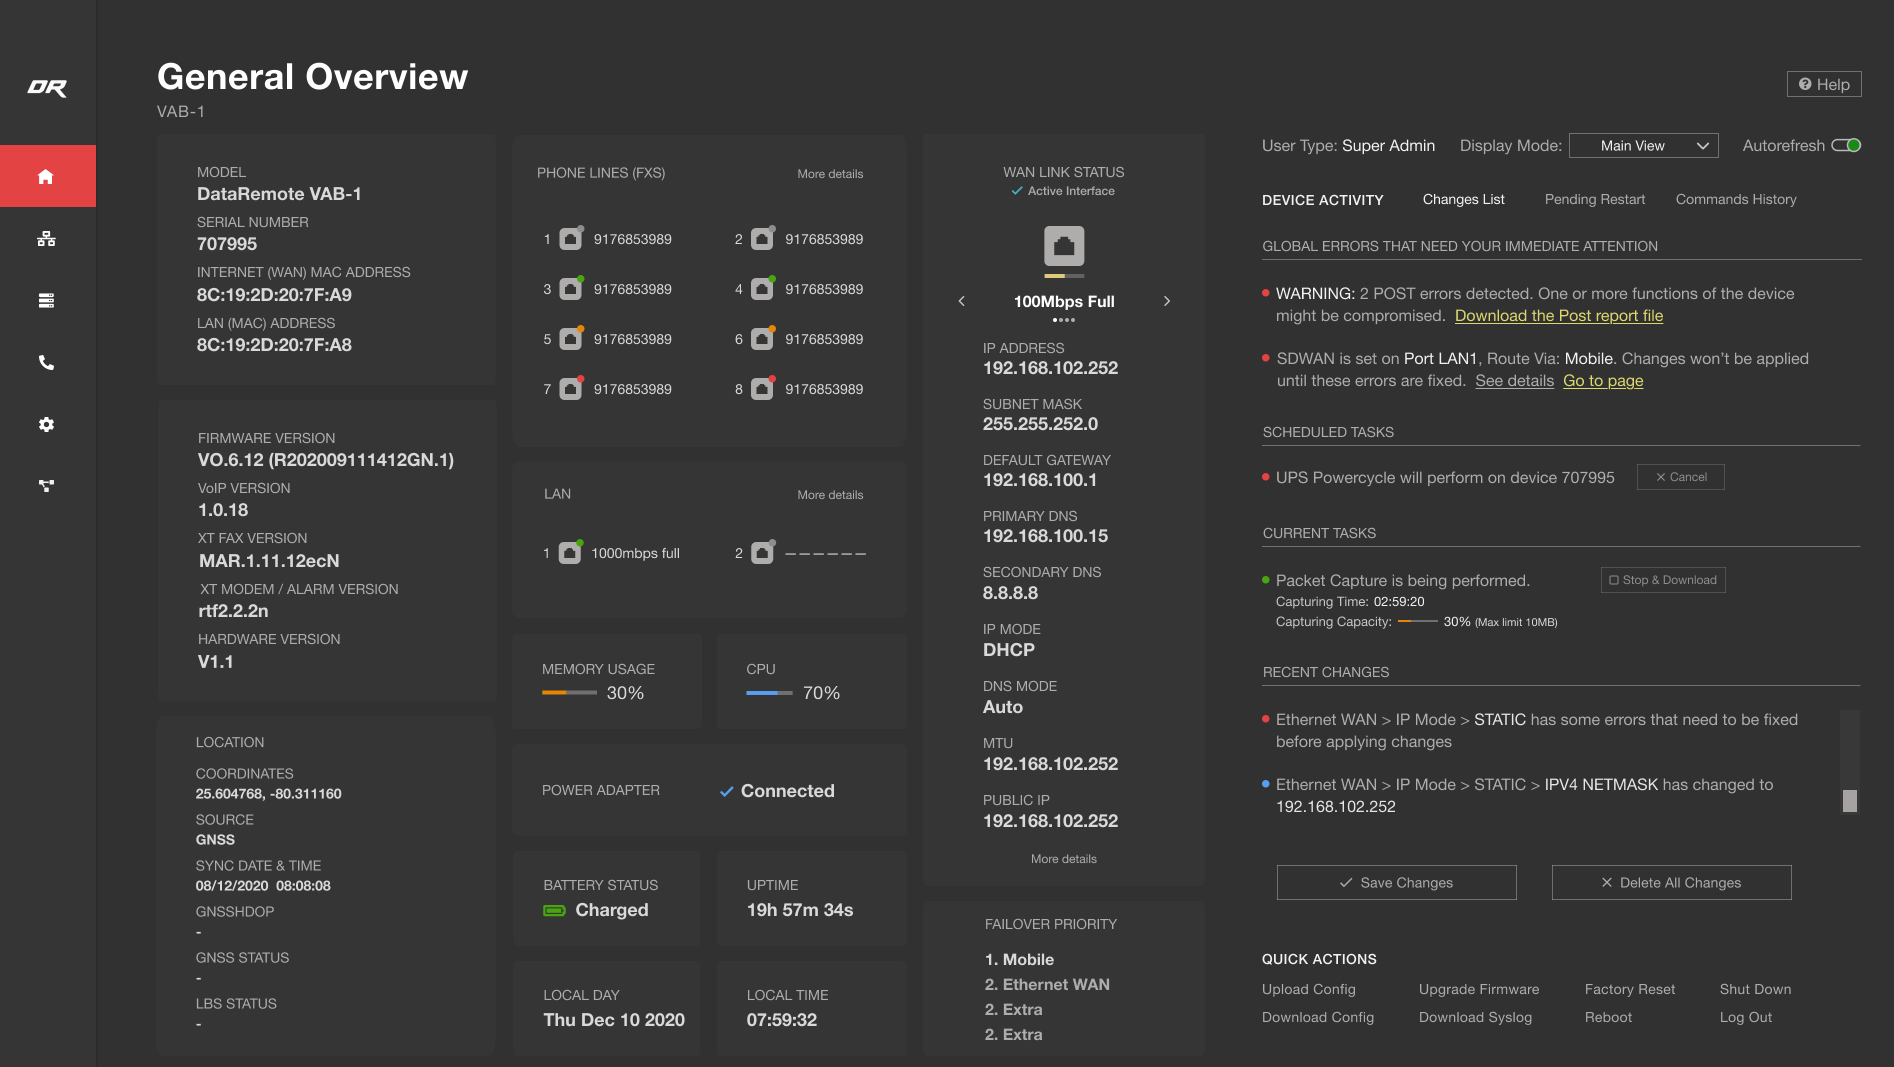 DR
General Overview
VAB-1
Help
MODEL
DataRemote VAB-1
SERIAL NUMBER
707995
INTERNET (WAN) MAC ADDRESS
8C:19:2D:20:7F:A9
LAN (MAC) ADDRESS
8C:19:2D:20:7F:A8
FIRMWARE VERSION
VO.6.12 (R202009111412GN.1)
VoIP VERSION
1.0.18
XT FAX VERSION
MAR.1.11.12ecN
XT MODEM / ALARM VERSION
rtf2.2.2n
HARDWARE VERSION
V1.1
LOCATION
COORDINATES
25.604768, -80.311160
SOURCE
GNSS
SYNC DATE & TIME
08/12/2020 08:08:08
GNSSHDOP
-
GNSS STATUS
-
LBS STATUS
-
PHONE LINES (FXS) More details
1 9176853989 2 9176853989
3 9176853989 4 9176853989
5 9176853989 6 9176853989
7 9176853989 8 9176853989
LAN More details
1 1000mbps full 2 – – – – – –
MEMORY USAGE
30%
CPU
70%
POWER ADAPTER Connected
BATTERY STATUS
Charged
UPTIME
19h 57m 34s
LOCAL DAY
Thu Dec 10 2020
LOCAL TIME
07:59:32
WAN LINK STATUS
Active Interface
100Mbps Full
IP ADDRESS
192.168.102.252
SUBNET MASK
255.255.252.0
DEFAULT GATEWAY
192.168.100.1
PRIMARY DNS
192.168.100.15
SECONDARY DNS
8.8.8.8
IP MODE
DHCP
DNS MODE
Auto
MTU
192.168.102.252
PUBLIC IP
192.168.102.252
More details
FAILOVER PRIORITY
1. Mobile
2. Ethernet WAN
2. Extra
2. Extra
User Type: Super Admin Display Mode: Main View Autorefresh
DEVICE ACTIVITY Changes List Pending Restart Commands History
GLOBAL ERRORS THAT NEED YOUR IMMEDIATE ATTENTION
WARNING: 2 POST errors detected. One or more functions of the device
might be compromised. Download the Post report file
SDWAN is set on Port LAN1, Route Via: Mobile. Changes won't be applied
until these errors are fixed. See details Go to page
SCHEDULED TASKS
UPS Powercycle will perform on device 707995 Cancel
CURRENT TASKS
Packet Capture is being performed. Stop & Download
Capturing Time: 02:59:20
Capturing Capacity: 30% (Max limit 10MB)
RECENT CHANGES
Ethernet WAN > IP Mode > STATIC has some errors that need to be fixed
before applying changes
Ethernet WAN > IP Mode > STATIC > IPV4 NETMASK has changed to
192.168.102.252
Save Changes Delete All Changes
QUICK ACTIONS
Upload Config Upgrade Firmware Factory Reset Shut Down
Download Config Download Syslog Reboot Log Out